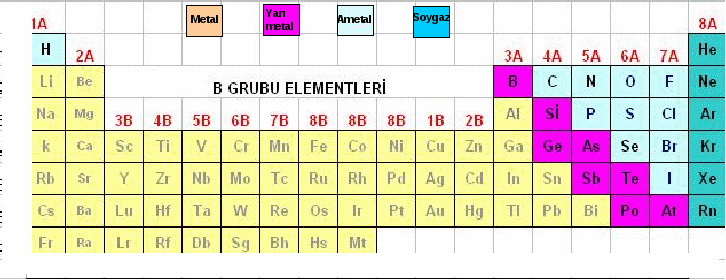 Metal Yarı metal Ametal Soygaz
1A 8A
H 2A 3A 4A 5A 6A 7A He
Li Be B GRUBU ELEMENTLERİ B C N O F Ne
Na Mg 3B 4B 5B 6B 7B 8B 8B 8B 1B 2B Al Sİ P S Cl Ar
k Ca Sc Ti V Cr Mn Fe Co Ni Cu Zn Ga Ge As Se Br Kr
Rb Sr Y Zr Nb Mo Tc Ru Rh Pd Ag Cd In Sn Sb Te I Xe
Cs Ba Lu Hf Ta W Re Os Ir Pt Au Hg Tl Pb Bi Po At Rn
Fr Ra Lr Rf Db Sg Bh Hs Mt